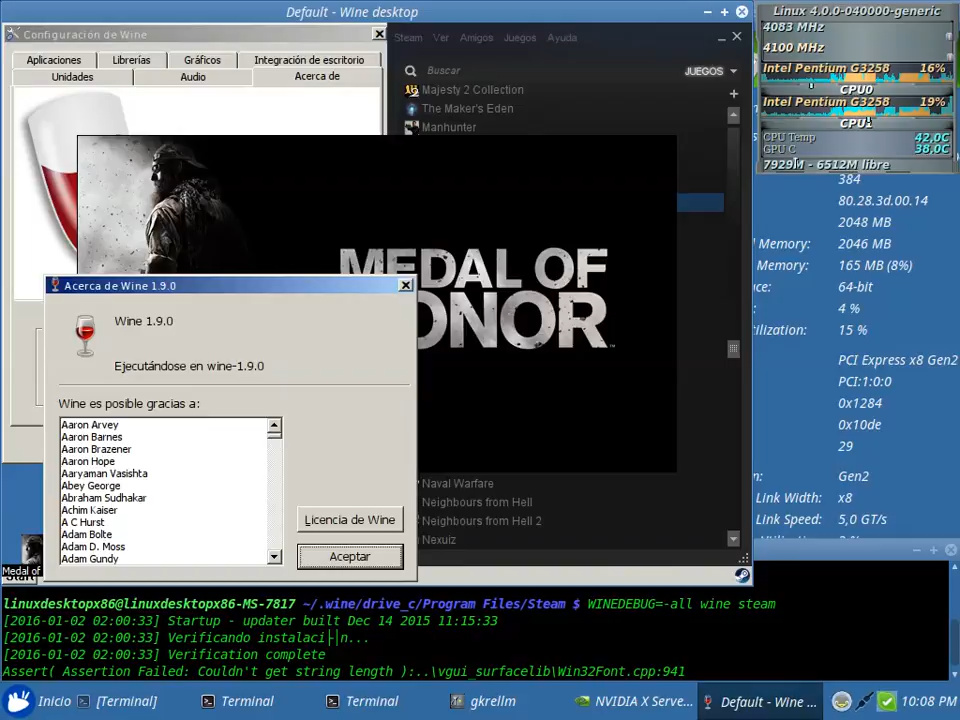 Default - Wine desktop
Configuración de Wine
Aplicaciones
Librerías
Gráficos
Integración de escritorio
Unidades
Audio
Acerca de
Steam Ver Amigos Juegos Ayuda
Buscar
JUEGOS
Majesty 2 Collection
The Maker's Eden
Manhunter
MEDAL OF
ONOR
Acerca de Wine 1.9.0
Wine 1.9.0
Ejecutándose en wine-1.9.0
Wine es posible gracias a:
Aaron Arvey
Aaron Barnes
Aaron Brazener
Aaron Hope
Aaryaman Vasishta
Abey George
Abraham Sudhakar
Achim Kaiser
A C Hurst
Adam Bolte
Adam D. Moss
Adam Gundy
Licencia de Wine
Aceptar
Naval Warfare
Neighbours from Hell
Neighbours from Hell 2
Nexuiz
Medal of
Linux 4.0.0-040000-generic
4083 MHz
4100 MHz
Intel Pentium G3258 16%
CPU0
Intel Pentium G3258 19%
CPU1
CPU Temp 42.0C
GPU C 38.0C
7929M - 6512M libre
384
80.28.3d.00.14
2048 MB
Memory: 2046 MB
Memory: 165 MB (8%)
ce: 64-bit
4 %
ilization: 15 %
PCI Express x8 Gen2
PCI:1:0:0
0x1284
0x10de
29
n: Gen2
Link Width: x8
Link Speed: 5,0 GT/s
linuxdesktopx86@linuxdesktopx86-MS-7817 ~/.wine/drive_c/Program Files/Steam $ WINEDEBUG=-all wine steam
[2016-01-02 02:00:33] Startup - updater built Dec 14 2015 11:15:33
[2016-01-02 02:00:33] Verificando instalaci├│n...
[2016-01-02 02:00:33] Verification complete
Assert( Assertion Failed: Couldn't get string length ):..\vgui_surfacelib\Win32Font.cpp:941
Inicio
[Terminal]
Terminal
Terminal
gkrellm
NVIDIA X Serve...
Default - Wine ...
10:08 PM